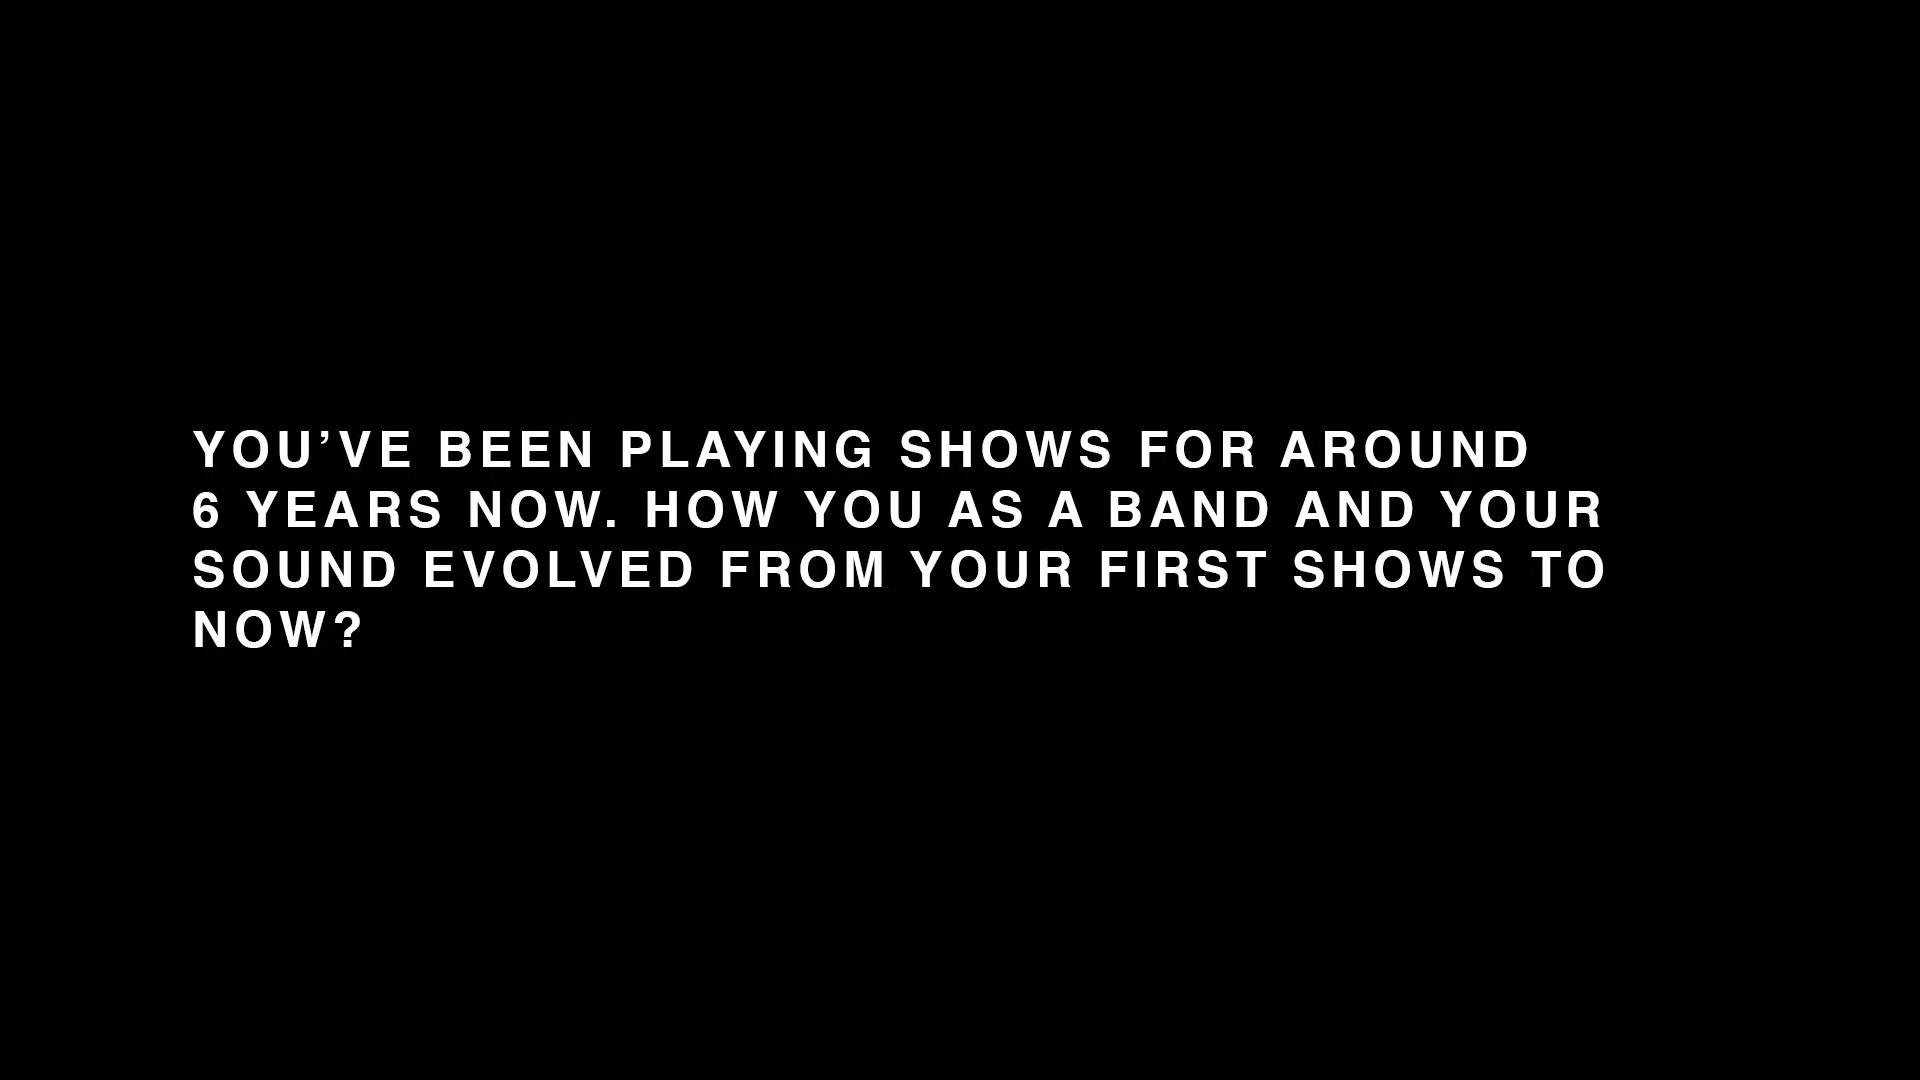 YOU’VE BEEN PLAYING SHOWS FOR AROUND
6 YEARS NOW. HOW YOU AS A BAND AND YOUR
SOUND EVOLVED FROM YOUR FIRST SHOWS TO
NOW?